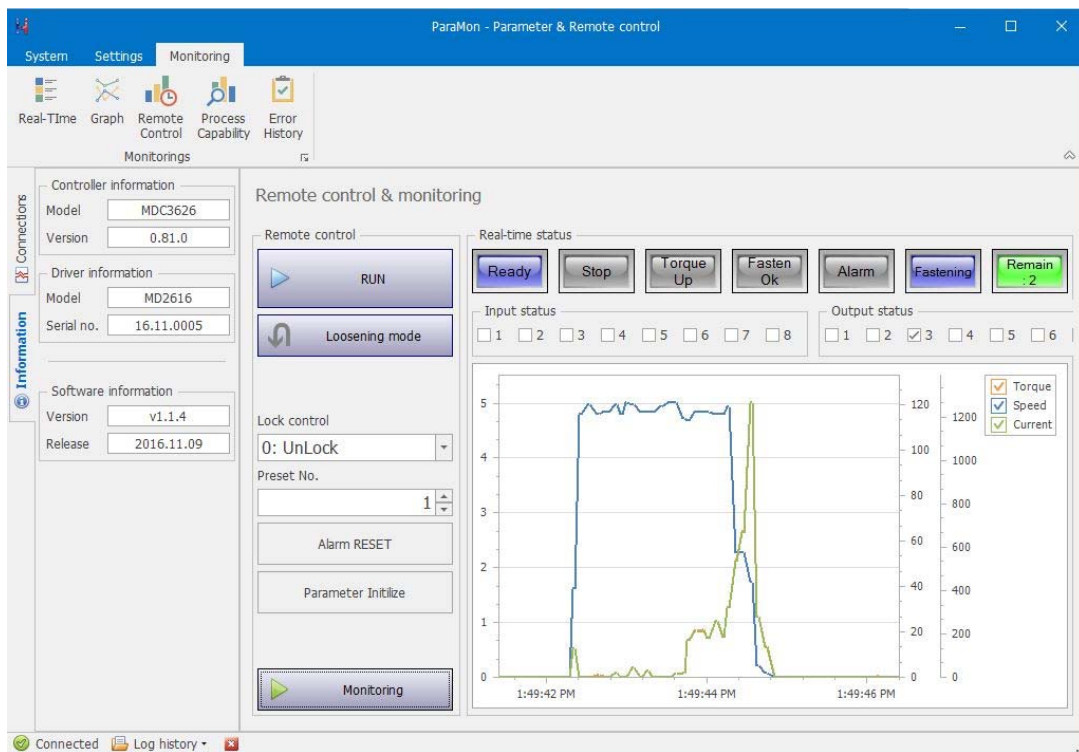 ParaMon - Parameter & Remote control
System Settings Monitoring
Real-TIme Graph Remote Control Process Capability Error History
Monitorings
Connections
Information
Controller information
Model MDC3626
Version 0.81.0
Driver information
Model MD2616
Serial no. 16.11.0005
Software information
Version v1.1.4
Release 2016.11.09
Remote control & monitoring
Remote control
RUN
Loosening mode
Lock control
0: UnLock
Preset No.
1
Alarm RESET
Parameter Initilize
Monitoring
Real-time status
Ready Stop Torque Up Fasten Ok Alarm Fastening Remain : 2
Input status
1 2 3 4 5 6 7 8
Output status
1 2 3 4 5 6
5
4
3
2
1
0
120
100
80
60
40
20
0
1200
1000
800
600
400
200
0
Torque
Speed
Current
1:49:42 PM 1:49:44 PM 1:49:46 PM
Connected Log history